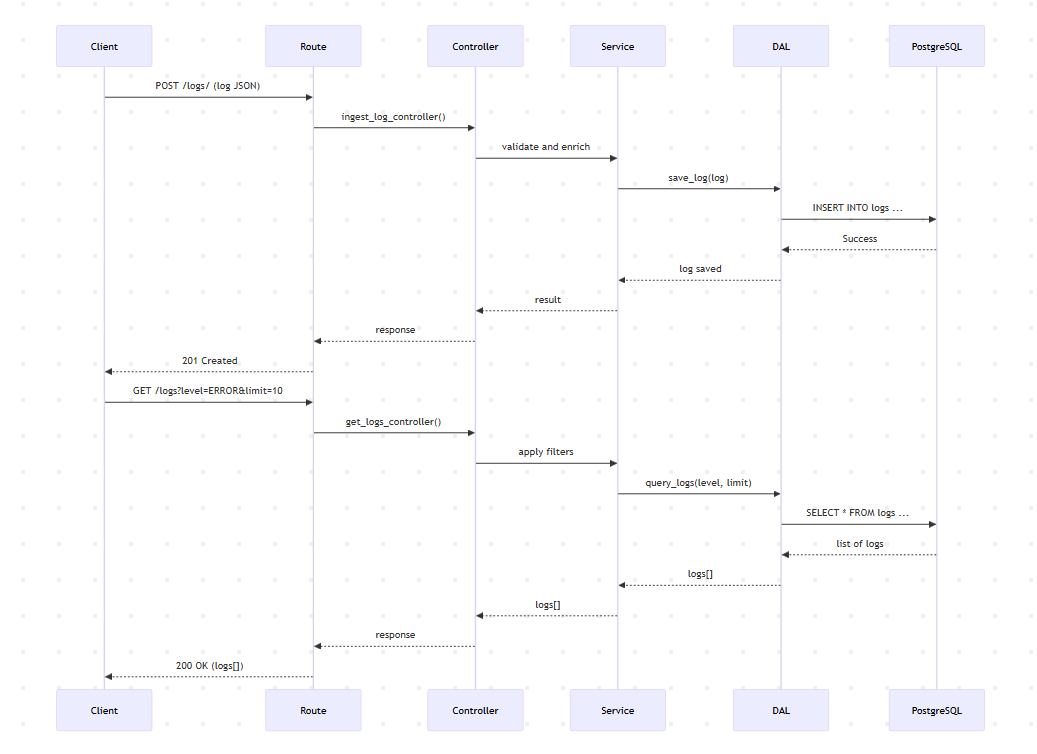 Client
Route
Controller
Service
DAL
PostgreSQL
POST /logs/ (log JSON)
ingest_log_controller()
validate and enrich
save_log(log)
INSERT INTO logs ...
Success
log saved
result
response
201 Created
GET /logs?level=ERROR&limit=10
get_logs_controller()
apply filters
query_logs(level, limit)
SELECT * FROM logs ...
list of logs
logs[]
logs[]
response
200 OK (logs[])
Client
Route
Controller
Service
DAL
PostgreSQL